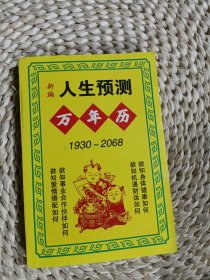 新编
人生预测
万年历
1930~2068
欲知身体健康如何
欲知机遇财运如何
欲知事业合作伙伴如何
欲知爱情婚配如何